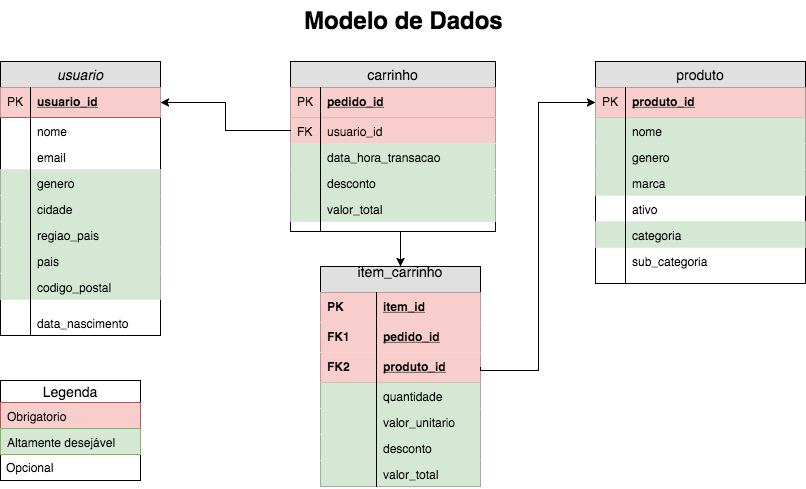 Modelo de Dados
usuario
PK usuario_id
nome
email
genero
cidade
regiao_pais
pais
codigo_postal
data_nascimento
carrinho
PK pedido_id
FK usuario_id
data_hora_transacao
desconto
valor_total
produto
PK produto_id
nome
genero
marca
ativo
categoria
sub_categoria
item_carrinho
PK item_id
FK1 pedido_id
FK2 produto_id
quantidade
valor_unitario
desconto
valor_total
Legenda
Obrigatorio
Altamente desejável
Opcional